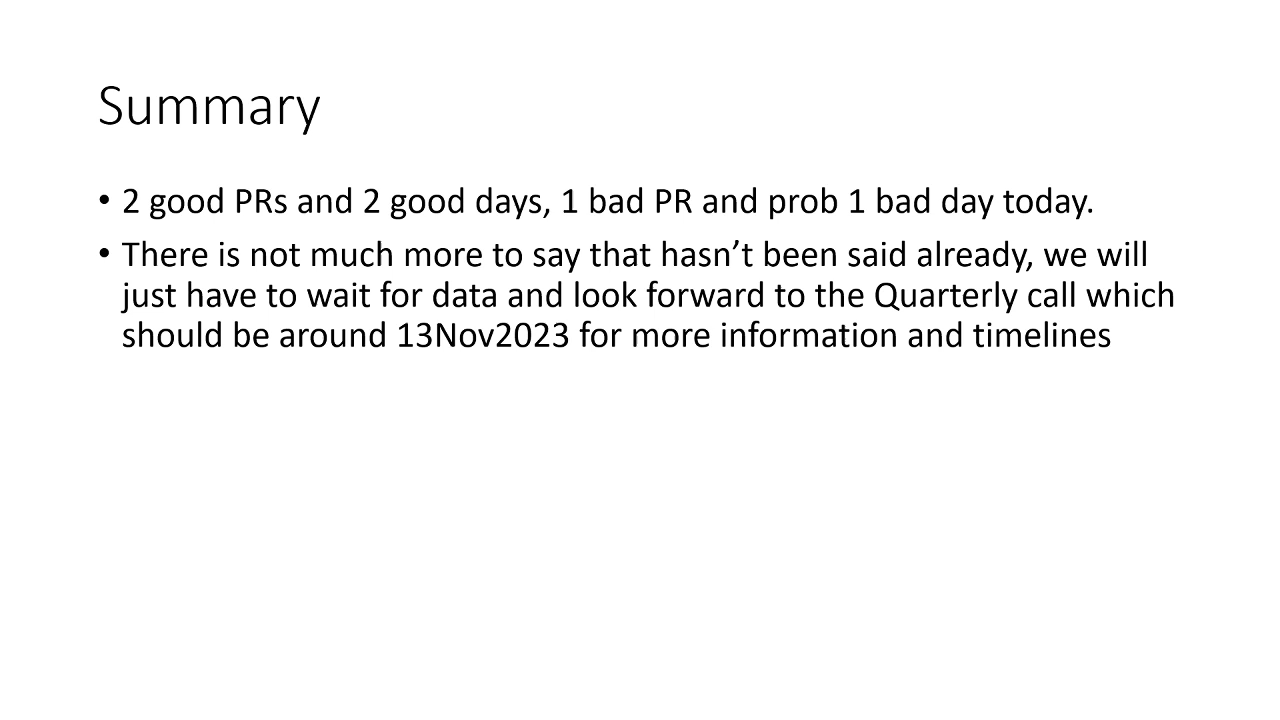 Summary
• 2 good PRs and 2 good days, 1 bad PR and prob 1 bad day today.
• There is not much more to say that hasn’t been said already, we will
just have to wait for data and look forward to the Quarterly call which
should be around 13Nov2023 for more information and timelines